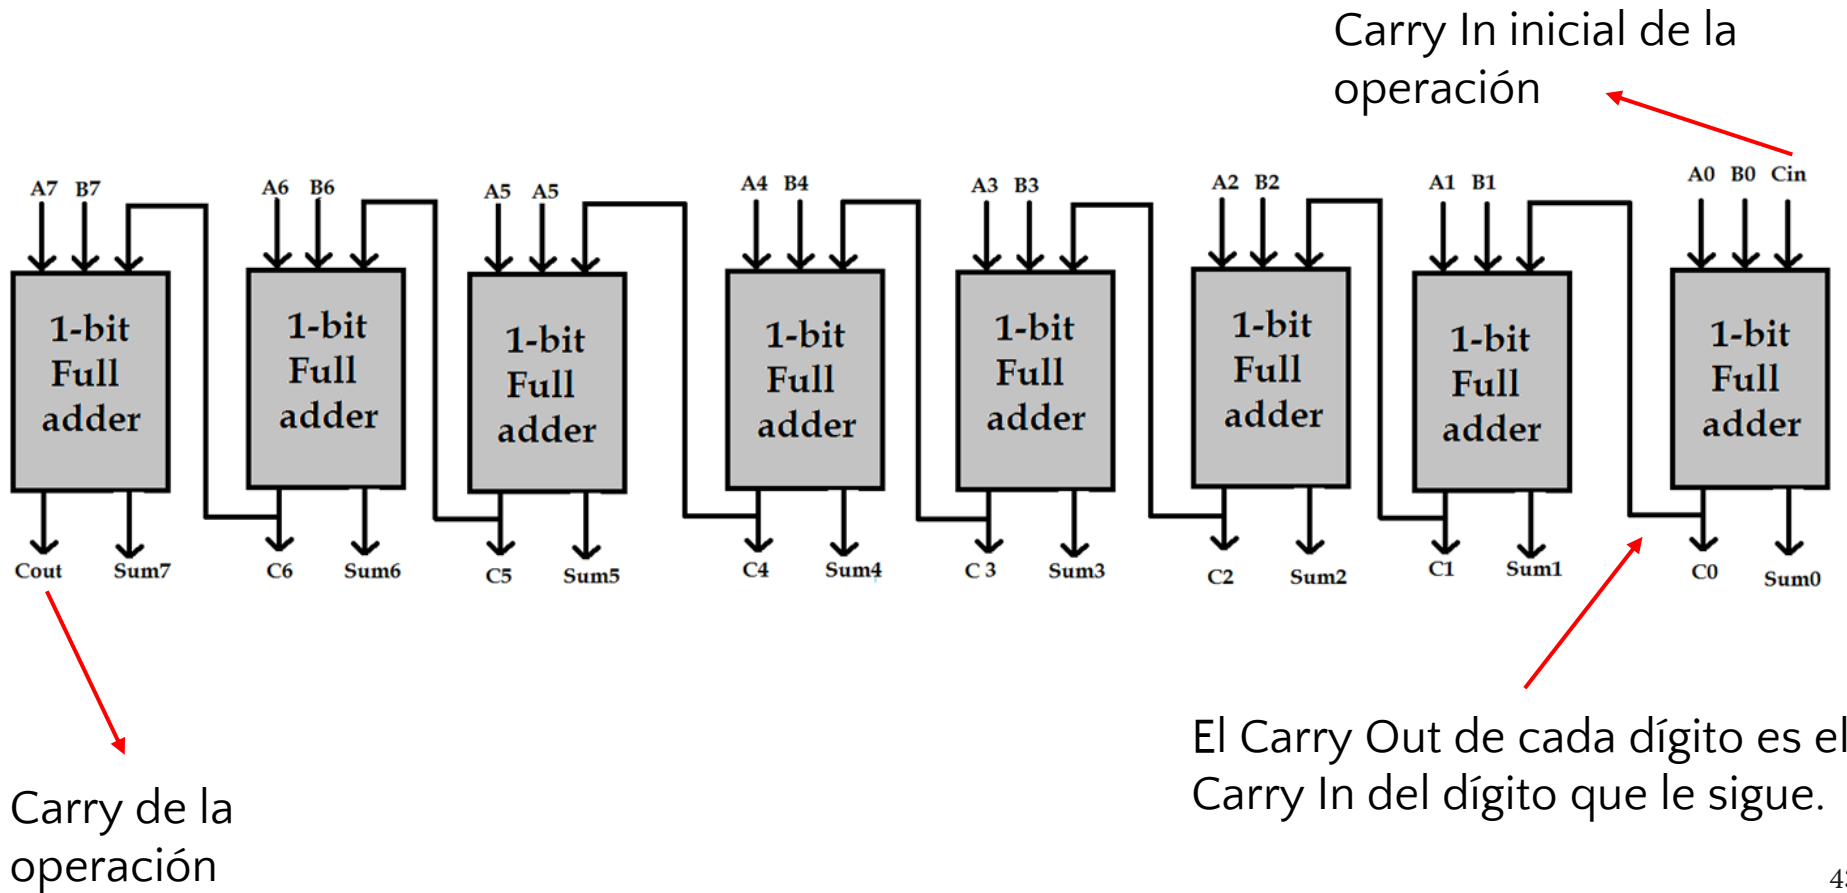 Carry In inicial de la
operación
A7 B7 A6 B6 A5 A5 A4 B4 A3 B3 A2 B2 A1 B1 A0 B0 Cin
1-bit 1-bit 1-bit 1-bit 1-bit 1-bit 1-bit 1-bit
Full Full Full Full Full Full Full Full
adder adder adder adder adder adder adder adder
Cout Sum7 C6 Sum6 C5 Sum5 C4 Sum4 C 3 Sum3 C2 Sum2 C1 Sum1 C0 Sum0
El Carry Out de cada dígito es el
Carry In del dígito que le sigue.
Carry de la
operación